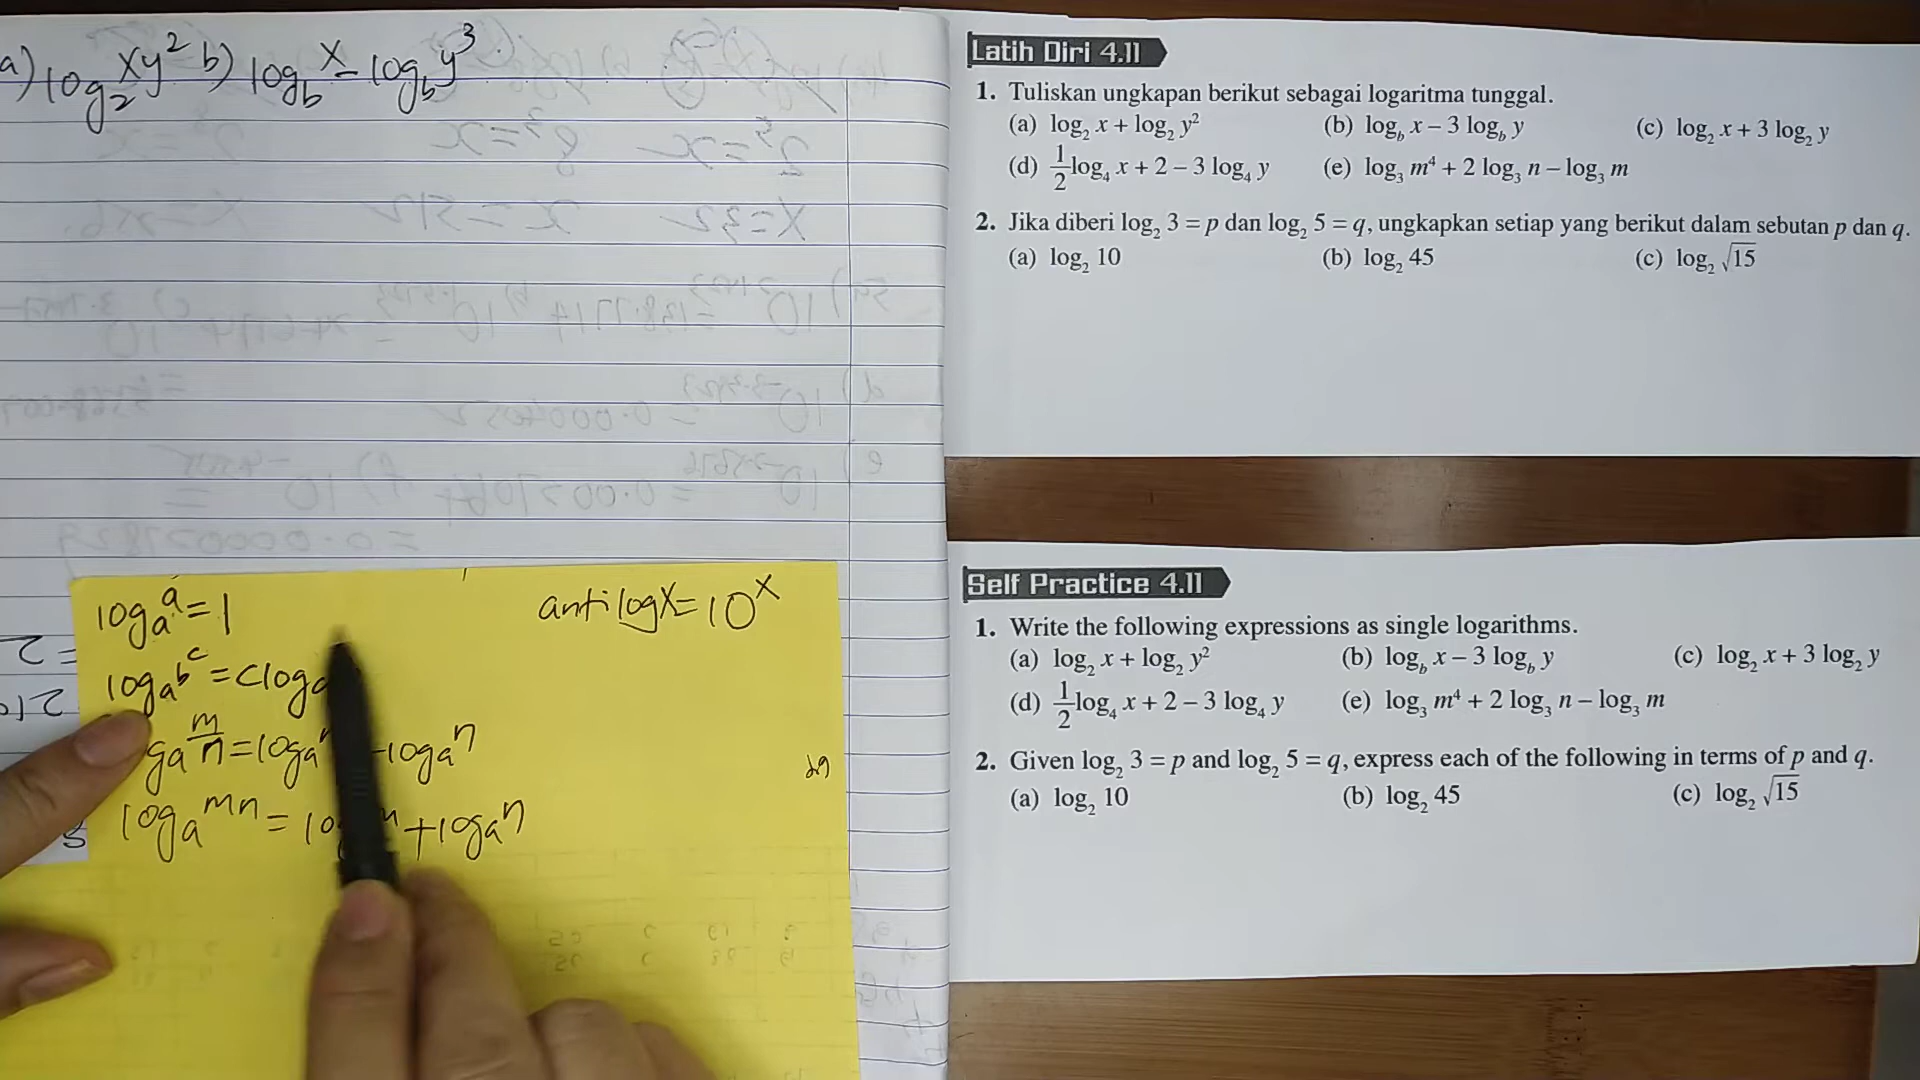 a) log₂ xy² b) log_b x − log_b y³
log_a a = 1
antilog x = 10ˣ
log_a b^c = c log_a
log_a m/n = log_a − log_a n
log_a mn = log + log_a n
Latih Diri 4.11
1. Tuliskan ungkapan berikut sebagai logaritma tunggal.
(a) log₂ x + log₂ y² (b) log_b x – 3 log_b y (c) log₂ x + 3 log₂ y
(d) 1/2 log₄ x + 2 – 3 log₄ y (e) log₃ m⁴ + 2 log₃ n – log₃ m
2. Jika diberi log₂ 3 = p dan log₂ 5 = q, ungkapkan setiap yang berikut dalam sebutan p dan q.
(a) log₂ 10 (b) log₂ 45 (c) log₂ √15
Self Practice 4.11
1. Write the following expressions as single logarithms.
(a) log₂ x + log₂ y² (b) log_b x – 3 log_b y (c) log₂ x + 3 log₂ y
(d) 1/2 log₄ x + 2 – 3 log₄ y (e) log₃ m⁴ + 2 log₃ n – log₃ m
2. Given log₂ 3 = p and log₂ 5 = q, express each of the following in terms of p and q.
(a) log₂ 10 (b) log₂ 45 (c) log₂ √15